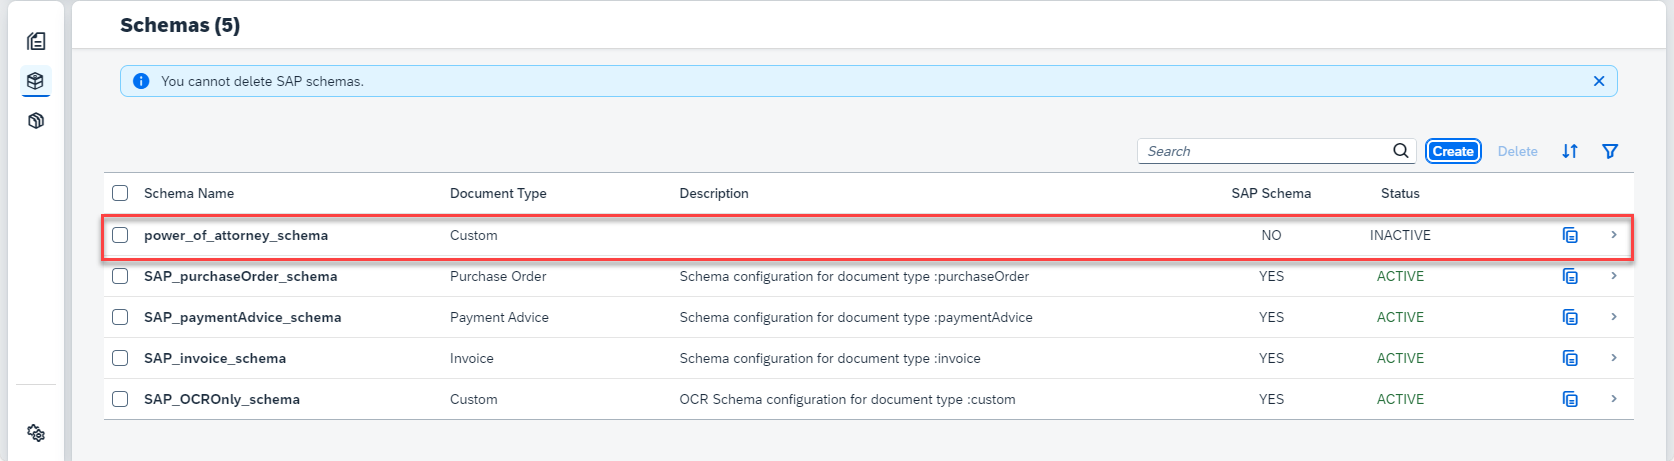 Schemas (5)
You cannot delete SAP schemas.
Search Create Delete
Schema Name Document Type Description SAP Schema Status
power_of_attorney_schema Custom NO INACTIVE
SAP_purchaseOrder_schema Purchase Order Schema configuration for document type :purchaseOrder YES ACTIVE
SAP_paymentAdvice_schema Payment Advice Schema configuration for document type :paymentAdvice YES ACTIVE
SAP_invoice_schema Invoice Schema configuration for document type :invoice YES ACTIVE
SAP_OCROnly_schema Custom OCR Schema configuration for document type :custom YES ACTIVE